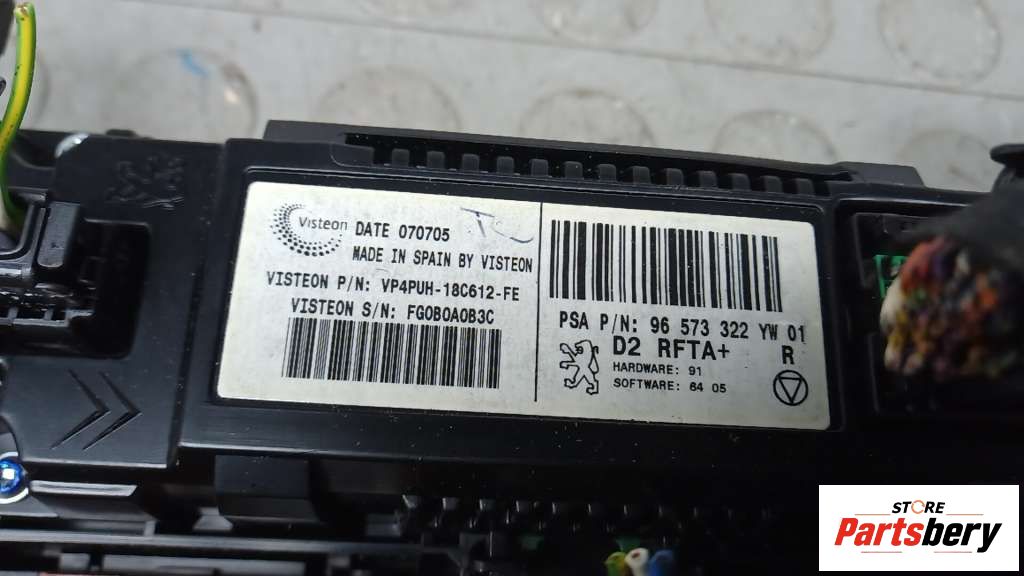 Visteon
DATE 070705
TC
MADE IN SPAIN BY VISTEON
VISTEON P/N: VP4PUH-18C612-FE
VISTEON S/N: FG0B0A0B3C
PSA P/N: 96 573 322 YW 01
D2 RFTA+ R
HARDWARE: 91
SOFTWARE: 64 05
STORE
Partsbery